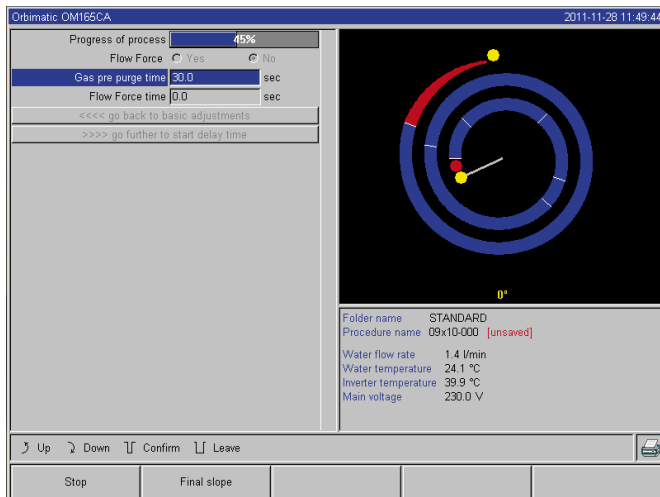 Orbimatic OM165CA 2011-11-28 11:49:44
Progress of process 45%
Flow Force Yes No
Gas pre purge time 30.0 sec
Flow Force time 0.0 sec
<<<< go back to basic adjustments
>>>> go further to start delay time
0°
Folder name STANDARD
Procedure name 09x10-000 [unsaved]
Water flow rate 1.4 l/min
Water temperature 24.1 °C
Inverter temperature 39.9 °C
Main voltage 230.0 V
Up Down Confirm Leave
Stop Final slope